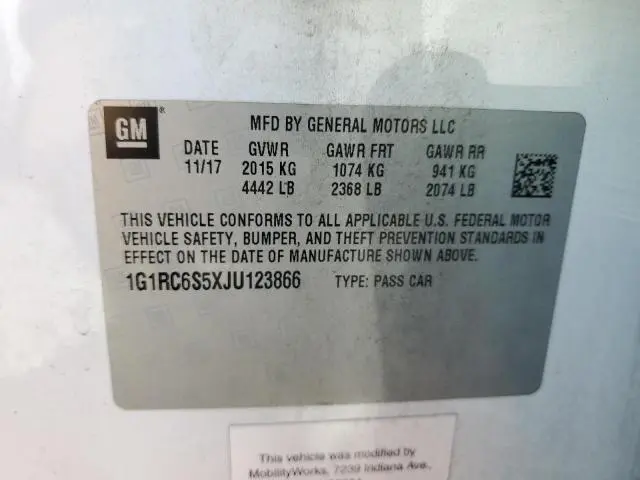 GM ®
MFD BY GENERAL MOTORS LLC
DATE GVWR GAWR FRT GAWR RR
11/17 2015 KG 1074 KG 941 KG
4442 LB 2368 LB 2074 LB
THIS VEHICLE CONFORMS TO ALL APPLICABLE U.S. FEDERAL MOTOR
VEHICLE SAFETY, BUMPER, AND THEFT PREVENTION STANDARDS IN
EFFECT ON THE DATE OF MANUFACTURE SHOWN ABOVE.
1G1RC6S5XJU123866 TYPE: PASS CAR
This vehicle was modified by
MobilityWorks, 7239 Indiana Ave.,